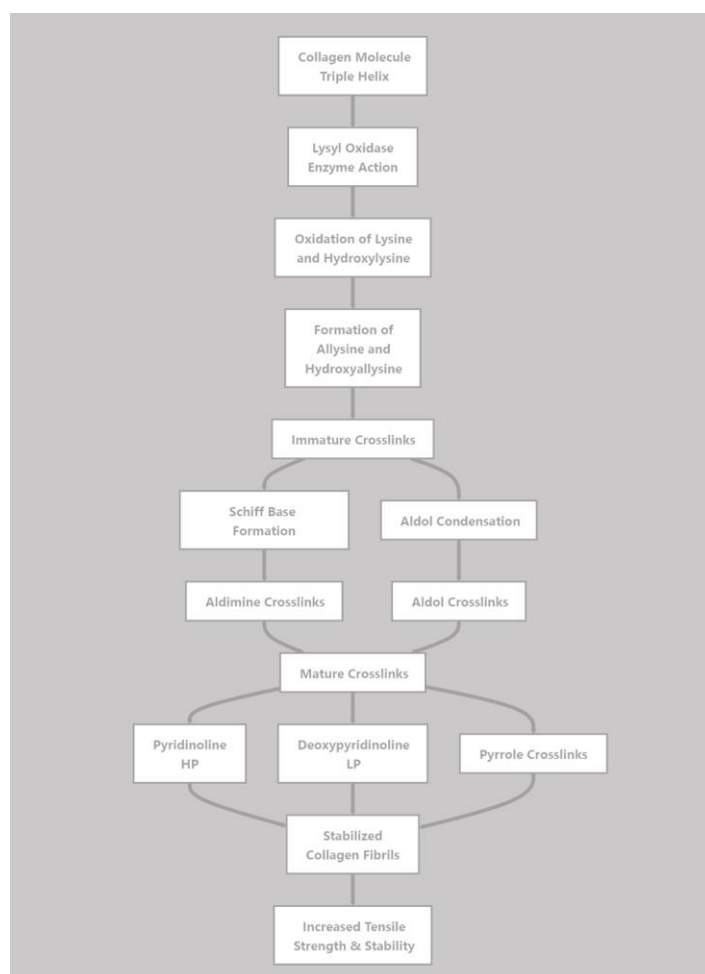 Collagen Molecule
Triple Helix
Lysyl Oxidase
Enzyme Action
Oxidation of Lysine
and Hydroxylysine
Formation of
Allysine and
Hydroxyallysine
Immature Crosslinks
Schiff Base
Formation
Aldol Condensation
Aldimine Crosslinks
Aldol Crosslinks
Mature Crosslinks
Pyridinoline
HP
Deoxypyridinoline
LP
Pyrrole Crosslinks
Stabilized
Collagen Fibrils
Increased Tensile
Strength & Stability